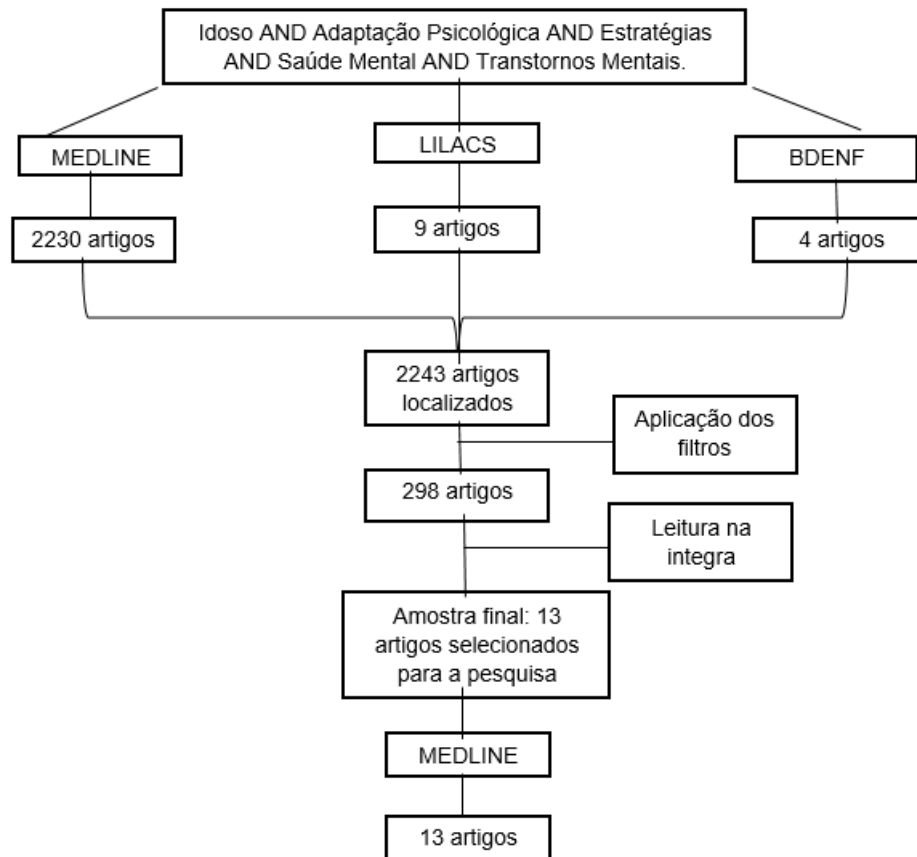 Idoso AND Adaptação Psicológica AND Estratégias
AND Saúde Mental AND Transtornos Mentais.
MEDLINE
LILACS
BDENF
2230 artigos
9 artigos
4 artigos
2243 artigos
localizados
Aplicação dos
filtros
298 artigos
Leitura na
integra
Amostra final: 13
artigos selecionados
para a pesquisa
MEDLINE
13 artigos